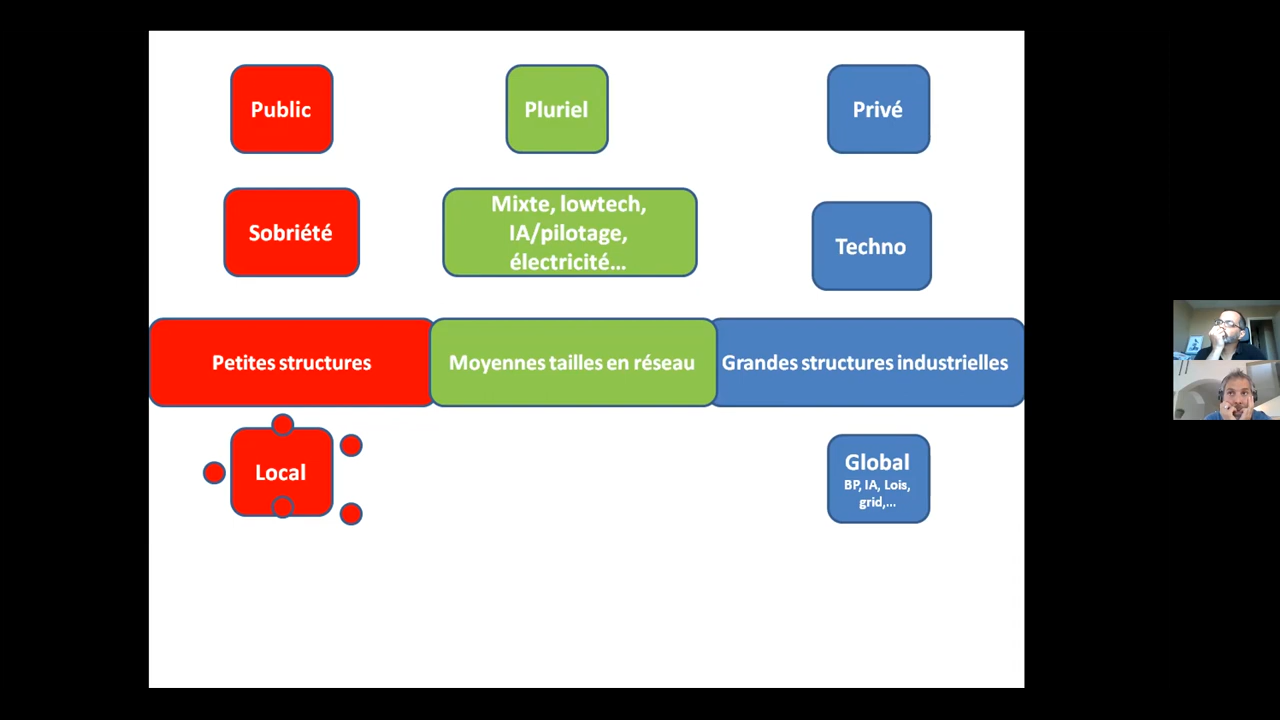 Public
Pluriel
Privé
Sobriété
Mixte, lowtech,
IA/pilotage,
électricité...
Techno
Petites structures
Moyennes tailles en réseau
Grandes structures industrielles
Local
Global
BP, IA, Lois,
grid,...